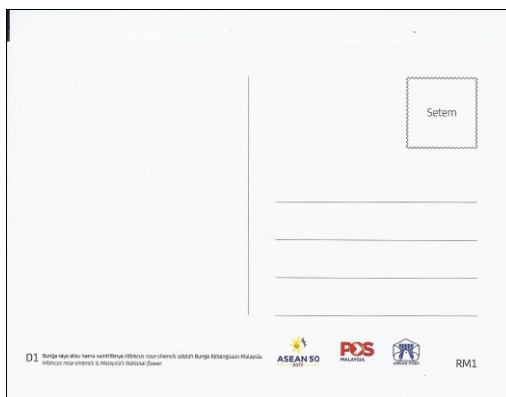 Setem
D1 Bunga raya atau nama saintifiknya Hibiscus rosa-sinensis adalah Bunga Kebangsaan Malaysia.
Hibiscus rosa-sinensis is Malaysia's National flower.
ASEAN 50
2017
POS
MALAYSIA
RM1